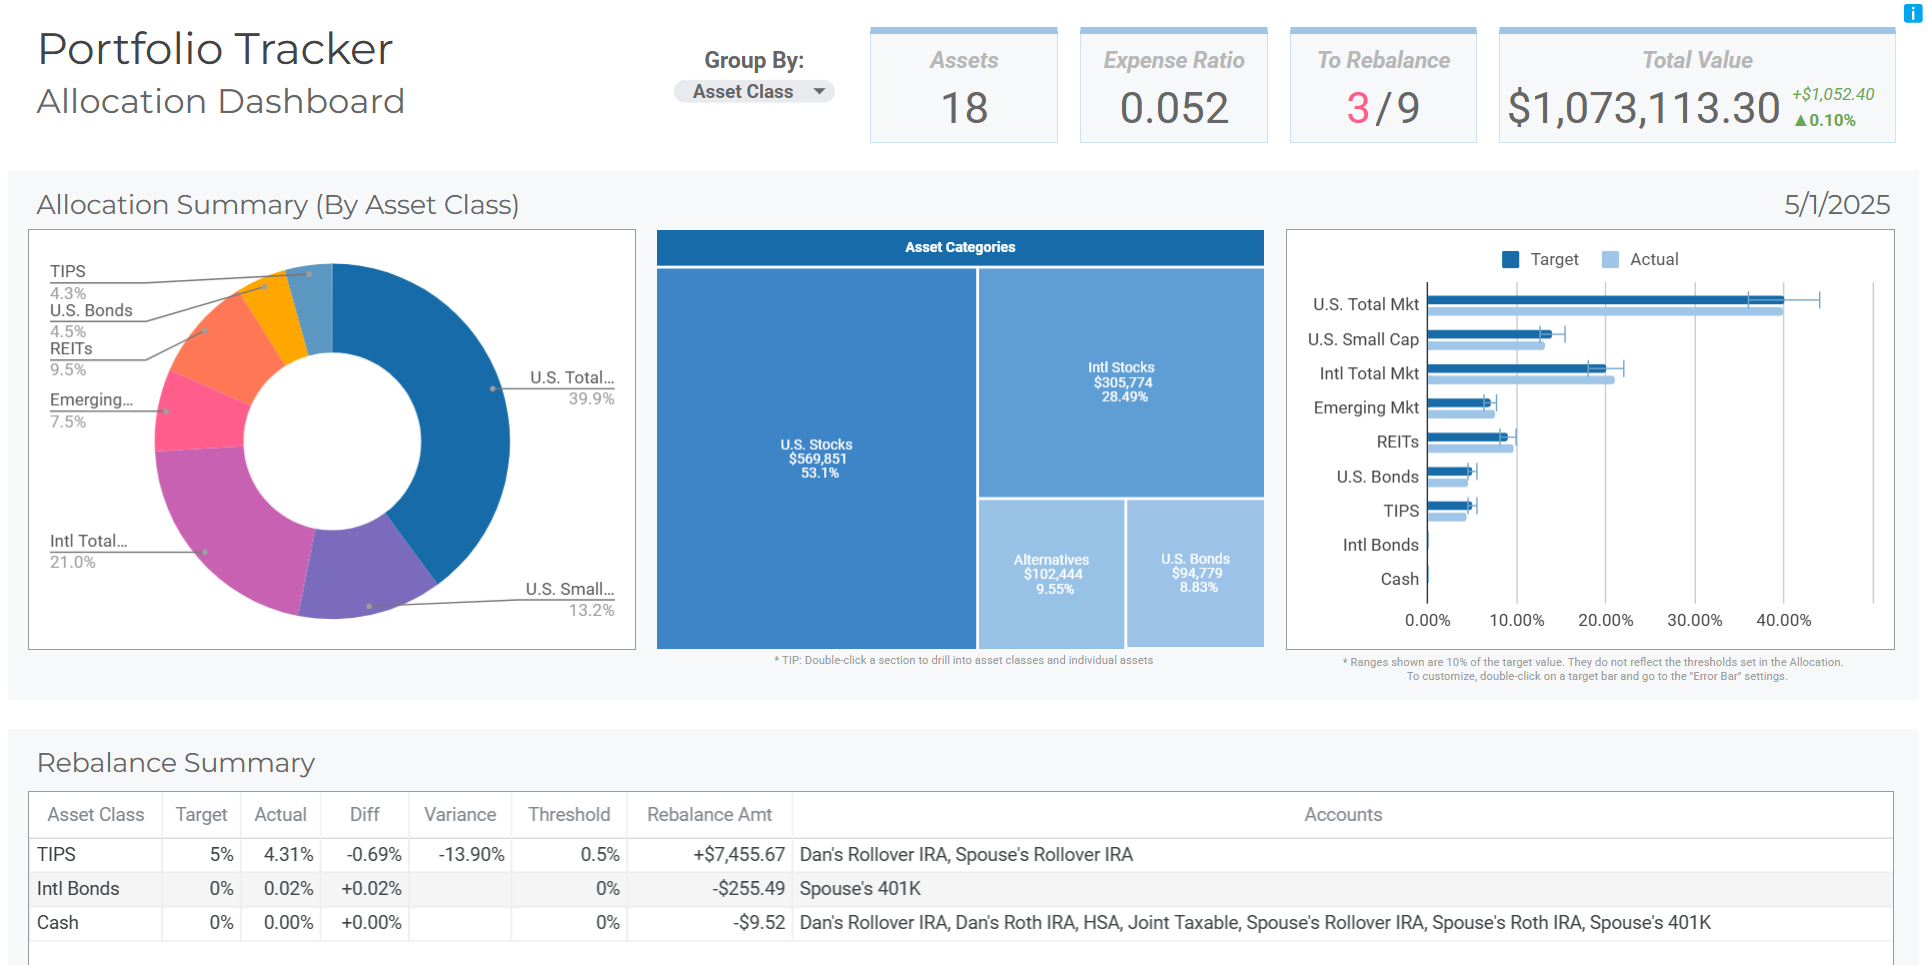 Portfolio Tracker
Allocation Dashboard
Group By:
Asset Class
Assets
18
Expense Ratio
0.052
To Rebalance
3/9
Total Value
$1,073,113.30
+$1,052.40
▲0.10%
i
Allocation Summary (By Asset Class)
5/1/2025
TIPS
4.3%
U.S. Bonds
4.5%
REITs
9.5%
Emerging...
7.5%
Intl Total...
21.0%
U.S. Total...
39.9%
U.S. Small...
13.2%
Asset Categories
U.S. Stocks
$569,851
53.1%
Intl Stocks
$305,774
28.49%
Alternatives
$102,444
9.55%
U.S. Bonds
$94,779
8.83%
* TIP: Double-click a section to drill into asset classes and individual assets
Target Actual
U.S. Total Mkt
U.S. Small Cap
Intl Total Mkt
Emerging Mkt
REITs
U.S. Bonds
TIPS
Intl Bonds
Cash
0.00% 10.00% 20.00% 30.00% 40.00%
* Ranges shown are 10% of the target value. They do not reflect the thresholds set in the Allocation.
To customize, double-click on a target bar and go to the "Error Bar" settings.
Rebalance Summary
Asset Class Target Actual Diff Variance Threshold Rebalance Amt Accounts
TIPS 5% 4.31% -0.69% -13.90% 0.5% +$7,455.67 Dan's Rollover IRA, Spouse's Rollover IRA
Intl Bonds 0% 0.02% +0.02% 0% -$255.49 Spouse's 401K
Cash 0% 0.00% +0.00% 0% -$9.52 Dan's Rollover IRA, Dan's Roth IRA, HSA, Joint Taxable, Spouse's Rollover IRA, Spouse's Roth IRA, Spouse's 401K